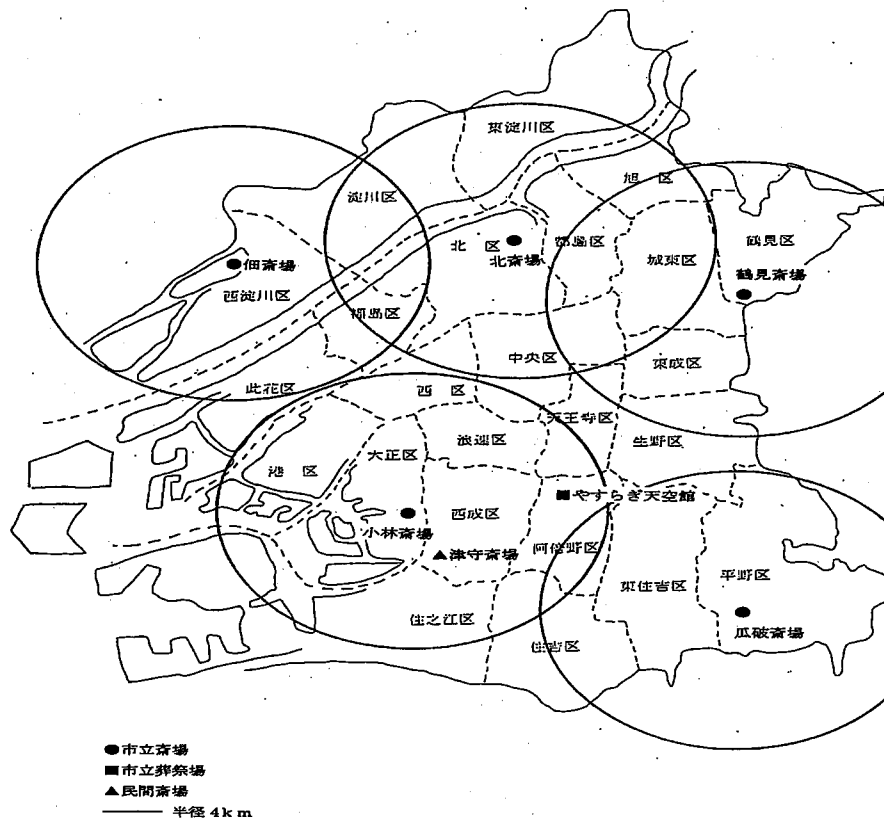 東淀川区
旭 区
淀川区
北 区
都島区
鶴見区
北斎場
城東区
佃斎場
鶴見斎場
西淀川区
福島区
中央区
東成区
此花区
西 区
天王寺区
浪速区
生野区
大正区
港 区
やすらぎ天空館
小林斎場
西成区
阿倍野区
津守斎場
平野区
東住吉区
住之江区
瓜破斎場
住吉区
●市立斎場
■市立葬祭場
▲民間斎場
半径4km